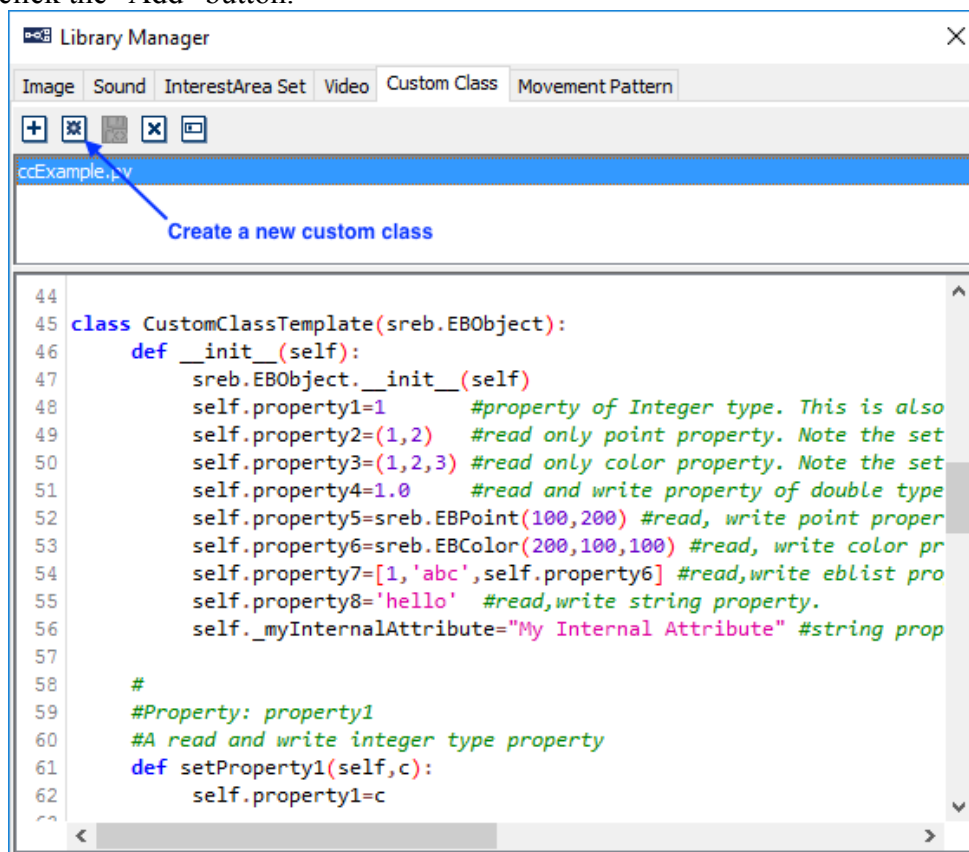 click the "Add" button.
Library Manager
Image Sound InterestArea Set Video Custom Class Movement Pattern
ccExample.py
Create a new custom class
44
45 class CustomClassTemplate(sreb.EBObject):
46 def __init__(self):
47 sreb.EBObject.__init__(self)
48 self.property1=1 #property of Integer type. This is also
49 self.property2=(1,2) #read only point property. Note the set
50 self.property3=(1,2,3) #read only color property. Note the set
51 self.property4=1.0 #read and write property of double type
52 self.property5=sreb.EBPoint(100,200) #read, write point proper
53 self.property6=sreb.EBColor(200,100,100) #read, write color pr
54 self.property7=[1,'abc',self.property6] #read,write eblist pro
55 self.property8='hello' #read,write string property.
56 self._myInternalAttribute="My Internal Attribute" #string prop
57
58 #
59 #Property: property1
60 #A read and write integer type property
61 def setProperty1(self,c):
62 self.property1=c